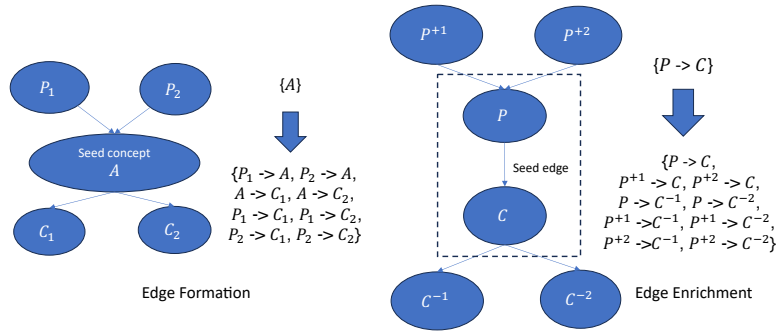 P₁
P₂
Seed concept
A
C₁
C₂
{A}
{P₁ -> A, P₂ -> A,
A -> C₁, A -> C₂,
P₁ -> C₁, P₁ -> C₂,
P₂ -> C₁, P₂ -> C₂}
Edge Formation
P⁺¹
P⁺²
P
Seed edge
C
C⁻¹
C⁻²
{P -> C}
{P -> C,
P⁺¹ -> C, P⁺² -> C,
P -> C⁻¹, P -> C⁻²,
P⁺¹ ->C⁻¹, P⁺¹ -> C⁻²,
P⁺² ->C⁻¹, P⁺² -> C⁻²}
Edge Enrichment